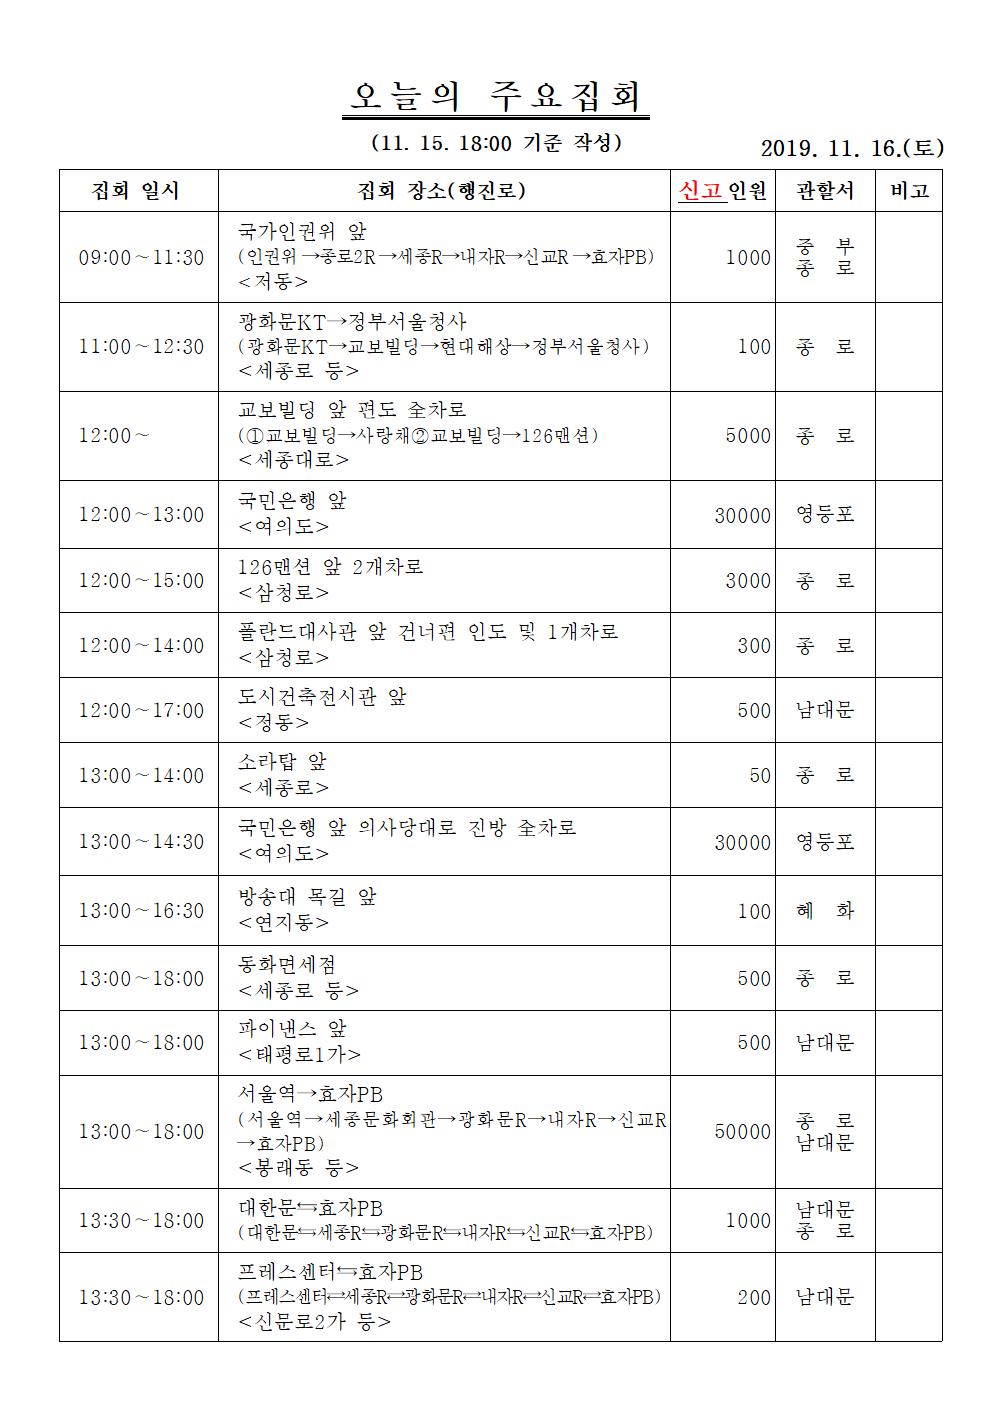 오늘의 주요집회
(11. 15. 18:00 기준 작성)
2019. 11. 16.(토)
집회 일시 집회 장소(행진로) 신고인원 관할서 비고
09:00~11:30
국가인권위 앞
(인권위→종로2R→세종R→내자R→신교R→효자PB)
<저동>
1000
중 부
종 로
11:00~12:30
광화문KT→정부서울청사
(광화문KT→교보빌딩→현대해상→정부서울청사)
<세종로 등>
100
종 로
12:00~
교보빌딩 앞 편도 全차로
(①교보빌딩→사랑채②교보빌딩→126맨션)
<세종대로>
5000
종 로
12:00~13:00
국민은행 앞
<여의도>
30000
영등포
12:00~15:00
126맨션 앞 2개차로
<삼청로>
3000
종 로
12:00~14:00
폴란드대사관 앞 건너편 인도 및 1개차로
<삼청로>
300
종 로
12:00~17:00
도시건축전시관 앞
<정동>
500
남대문
13:00~14:00
소라탑 앞
<세종로>
50
종 로
13:00~14:30
국민은행 앞 의사당대로 진방 全차로
<여의도>
30000
영등포
13:00~16:30
방송대 목길 앞
<연지동>
100
혜 화
13:00~18:00
동화면세점
<세종로 등>
500
종 로
13:00~18:00
파이낸스 앞
<태평로1가>
500
남대문
13:00~18:00
서울역→효자PB
(서울역→세종문화회관→광화문R→내자R→신교R
→효자PB)
<봉래동 등>
50000
종 로
남대문
13:30~18:00
대한문⇆효자PB
(대한문⇆세종R⇆광화문R⇆내자R⇆신교R⇆효자PB)
1000
남대문
종 로
13:30~18:00
프레스센터⇆효자PB
(프레스센터⇄세종R⇄광화문R⇄내자R⇄신교R⇄효자PB)
<신문로2가 등>
200
남대문